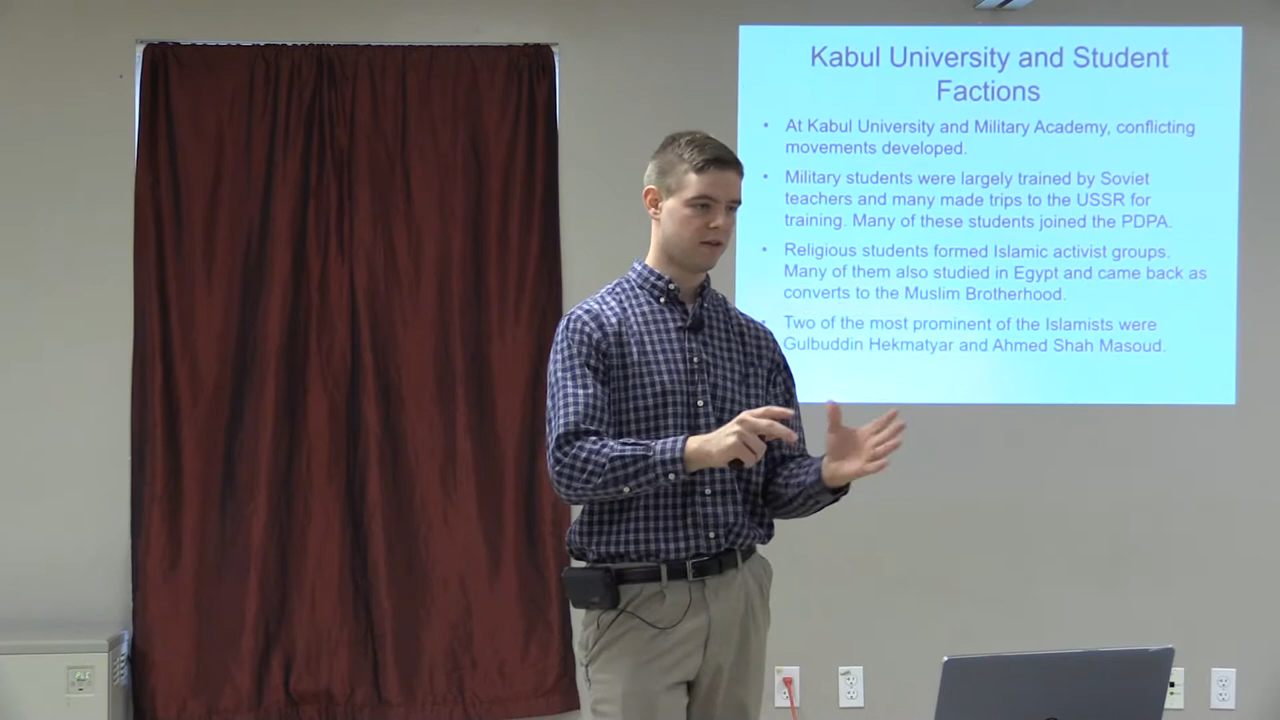 Kabul University and Student
Factions
• At Kabul University and Military Academy, conflicting
movements developed.
• Military students were largely trained by Soviet
teachers and many made trips to the USSR for
training. Many of these students joined the PDPA.
• Religious students formed Islamic activist groups.
Many of them also studied in Egypt and came back as
converts to the Muslim Brotherhood.
• Two of the most prominent of the Islamists were
Gulbuddin Hekmatyar and Ahmed Shah Masoud.